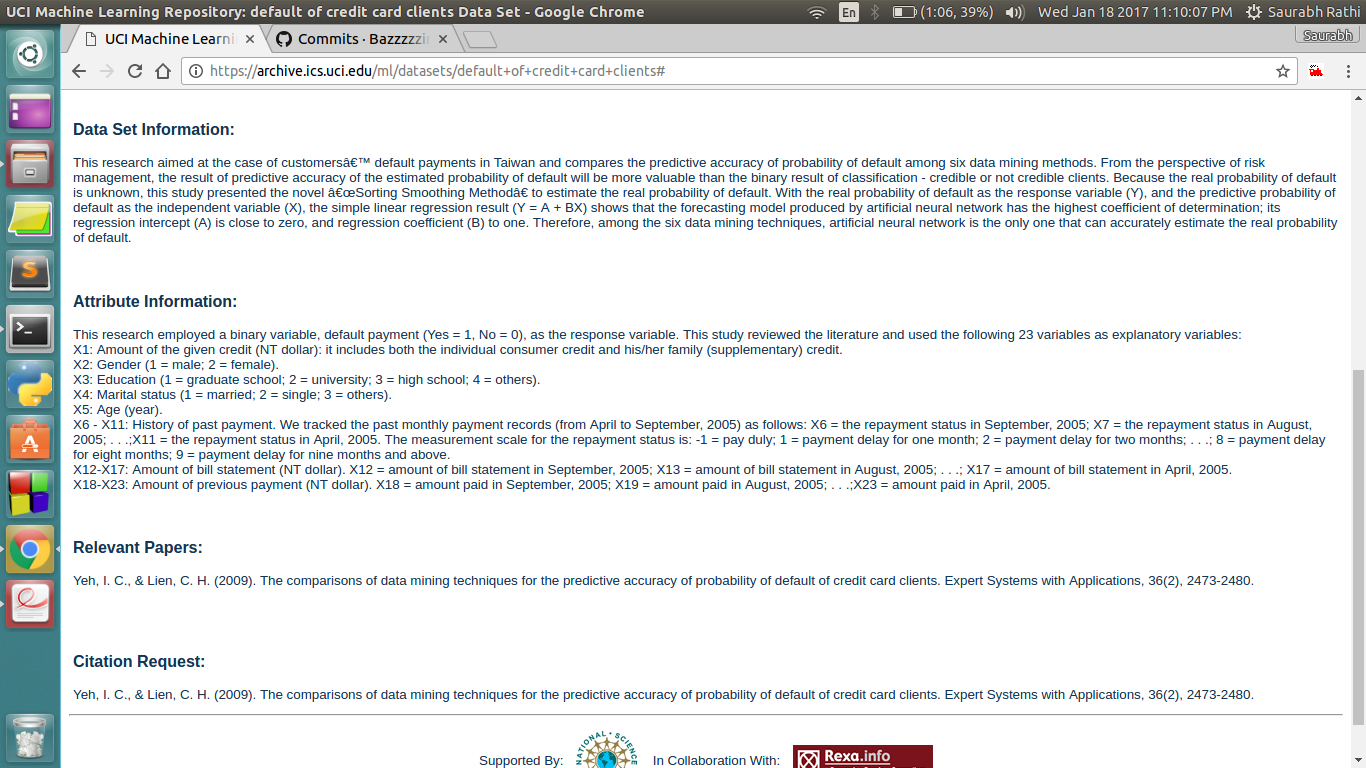 UCI Machine Learning Repository: default of credit card clients Data Set - Google Chrome
En
(1:06, 39%)
Wed Jan 18 2017 11:10:07 PM
Saurabh Rathi
UCI Machine Learni
Commits · Bazzzzzin
Saurabh
https://archive.ics.uci.edu/ml/datasets/default+of+credit+card+clients#
Data Set Information:
This research aimed at the case of customersâ€™ default payments in Taiwan and compares the predictive accuracy of probability of default among six data mining methods. From the perspective of risk
management, the result of predictive accuracy of the estimated probability of default will be more valuable than the binary result of classification - credible or not credible clients. Because the real probability of default
is unknown, this study presented the novel â€œSorting Smoothing Methodâ€ to estimate the real probability of default. With the real probability of default as the response variable (Y), and the predictive probability of
default as the independent variable (X), the simple linear regression result (Y = A + BX) shows that the forecasting model produced by artificial neural network has the highest coefficient of determination; its
regression intercept (A) is close to zero, and regression coefficient (B) to one. Therefore, among the six data mining techniques, artificial neural network is the only one that can accurately estimate the real probability
of default.
Attribute Information:
This research employed a binary variable, default payment (Yes = 1, No = 0), as the response variable. This study reviewed the literature and used the following 23 variables as explanatory variables:
X1: Amount of the given credit (NT dollar): it includes both the individual consumer credit and his/her family (supplementary) credit.
X2: Gender (1 = male; 2 = female).
X3: Education (1 = graduate school; 2 = university; 3 = high school; 4 = others).
X4: Marital status (1 = married; 2 = single; 3 = others).
X5: Age (year).
X6 - X11: History of past payment. We tracked the past monthly payment records (from April to September, 2005) as follows: X6 = the repayment status in September, 2005; X7 = the repayment status in August,
2005; . . .;X11 = the repayment status in April, 2005. The measurement scale for the repayment status is: -1 = pay duly; 1 = payment delay for one month; 2 = payment delay for two months; . . .; 8 = payment delay
for eight months; 9 = payment delay for nine months and above.
X12-X17: Amount of bill statement (NT dollar). X12 = amount of bill statement in September, 2005; X13 = amount of bill statement in August, 2005; . . .; X17 = amount of bill statement in April, 2005.
X18-X23: Amount of previous payment (NT dollar). X18 = amount paid in September, 2005; X19 = amount paid in August, 2005; . . .;X23 = amount paid in April, 2005.
Relevant Papers:
Yeh, I. C., & Lien, C. H. (2009). The comparisons of data mining techniques for the predictive accuracy of probability of default of credit card clients. Expert Systems with Applications, 36(2), 2473-2480.
Citation Request:
Yeh, I. C., & Lien, C. H. (2009). The comparisons of data mining techniques for the predictive accuracy of probability of default of credit card clients. Expert Systems with Applications, 36(2), 2473-2480.
Supported By:
NATIONAL · SCIENCE
In Collaboration With:
Rexa.info